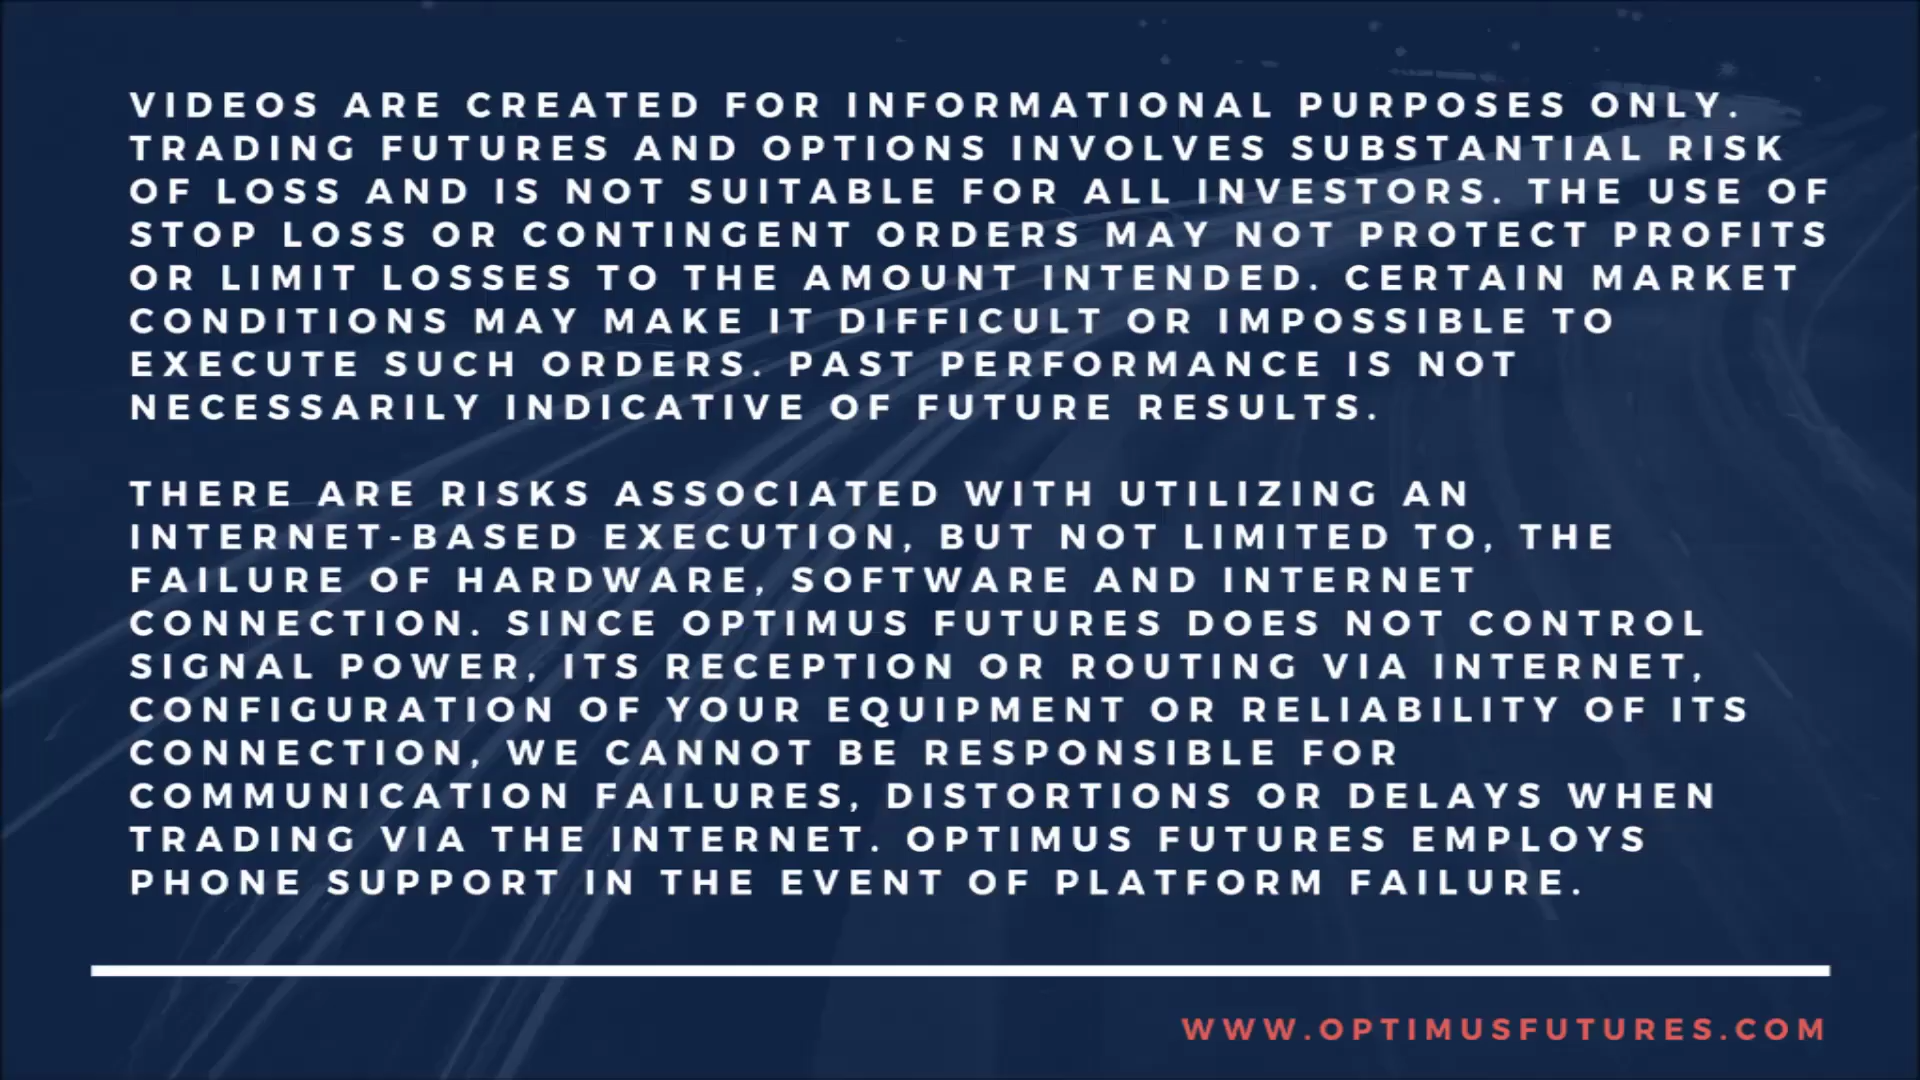 VIDEOS ARE CREATED FOR INFORMATIONAL PURPOSES ONLY.
TRADING FUTURES AND OPTIONS INVOLVES SUBSTANTIAL RISK
OF LOSS AND IS NOT SUITABLE FOR ALL INVESTORS. THE USE OF
STOP LOSS OR CONTINGENT ORDERS MAY NOT PROTECT PROFITS
OR LIMIT LOSSES TO THE AMOUNT INTENDED. CERTAIN MARKET
CONDITIONS MAY MAKE IT DIFFICULT OR IMPOSSIBLE TO
EXECUTE SUCH ORDERS. PAST PERFORMANCE IS NOT
NECESSARILY INDICATIVE OF FUTURE RESULTS.
THERE ARE RISKS ASSOCIATED WITH UTILIZING AN
INTERNET-BASED EXECUTION, BUT NOT LIMITED TO, THE
FAILURE OF HARDWARE, SOFTWARE AND INTERNET
CONNECTION. SINCE OPTIMUS FUTURES DOES NOT CONTROL
SIGNAL POWER, ITS RECEPTION OR ROUTING VIA INTERNET,
CONFIGURATION OF YOUR EQUIPMENT OR RELIABILITY OF ITS
CONNECTION, WE CANNOT BE RESPONSIBLE FOR
COMMUNICATION FAILURES, DISTORTIONS OR DELAYS WHEN
TRADING VIA THE INTERNET. OPTIMUS FUTURES EMPLOYS
PHONE SUPPORT IN THE EVENT OF PLATFORM FAILURE.
WWW.OPTIMUSFUTURES.COM